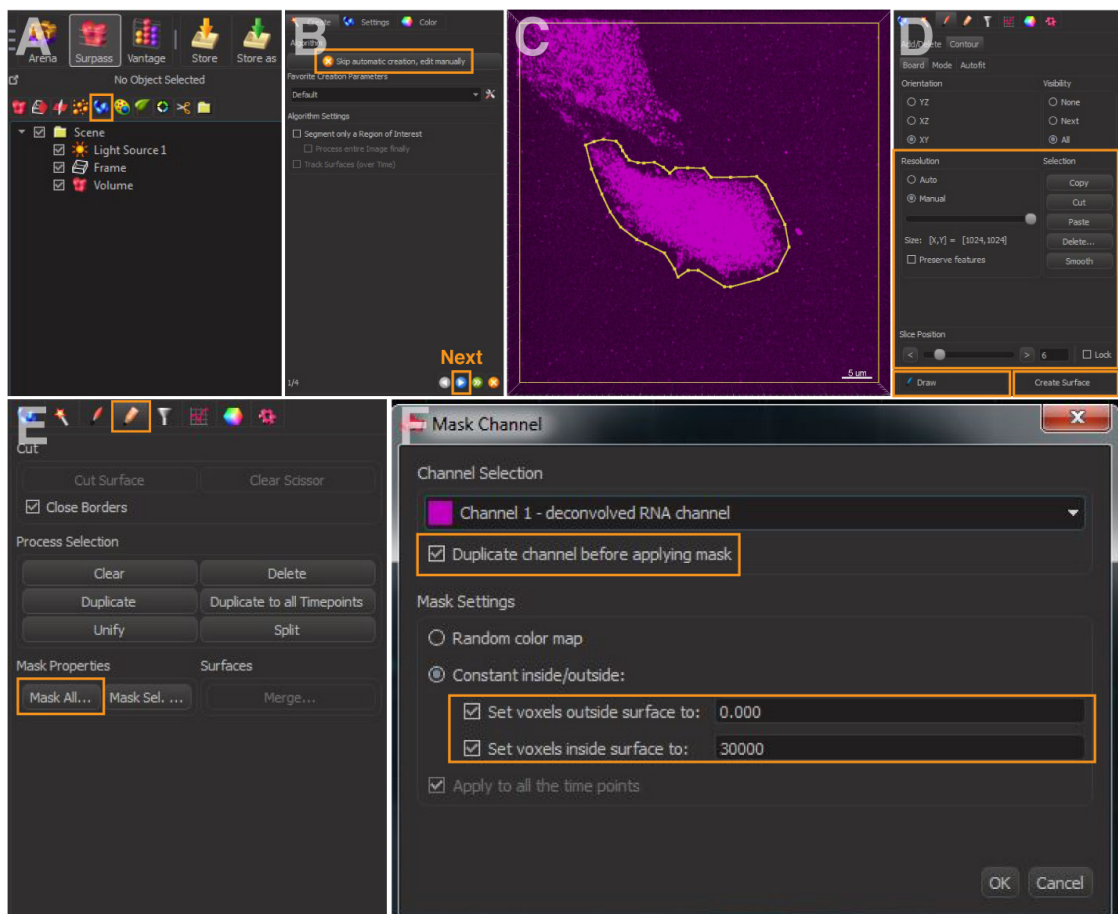 A
Arena
Surpass
Vantage
Store
Store as
No Object Selected
Scene
Light Source 1
Frame
Volume
B
Create
Settings
Color
Algorithm
Skip automatic creation, edit manually
Favorite Creation Parameters
Default
Algorithm Settings
Segment only a Region of Interest
Process entire Image finally
Track Surfaces (over Time)
Next
1/4
C
5 um
D
Add/Delete Contour
Board Mode Autofit
Orientation Visibility
YZ None
XZ Next
XY All
Resolution Selection
Auto Copy
Manual Cut
Paste
Size: [X,Y] = [1024,1024] Delete...
Preserve features Smooth
Slice Position
< > 6 Lock
Draw Create Surface
E
Cut
Cut Surface Clear Scissor
Close Borders
Process Selection
Clear Delete
Duplicate Duplicate to all Timepoints
Unify Split
Mask Properties Surfaces
Mask All... Mask Sel. ... Merge...
F
Mask Channel X
Channel Selection
Channel 1 - deconvolved RNA channel
Duplicate channel before applying mask
Mask Settings
Random color map
Constant inside/outside:
Set voxels outside surface to: 0.000
Set voxels inside surface to: 30000
Apply to all the time points
OK Cancel